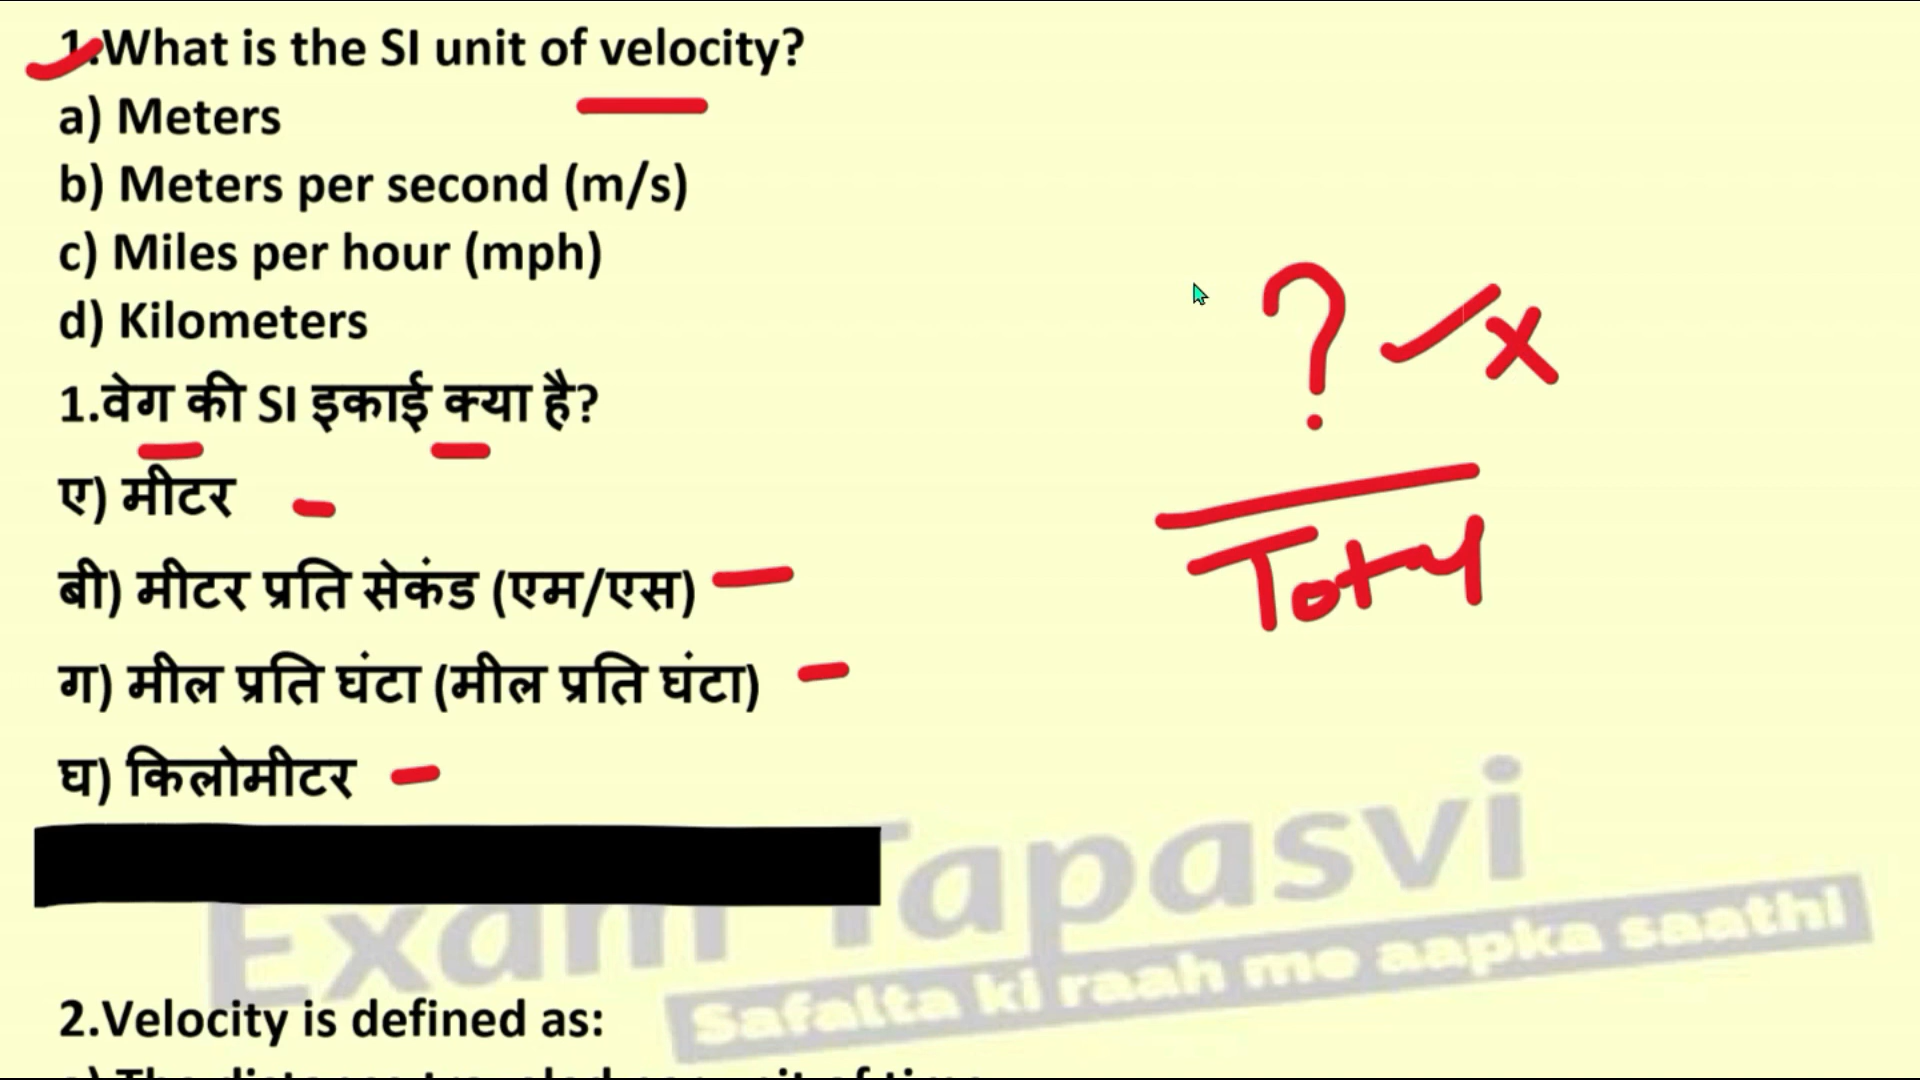 1.What is the SI unit of velocity?
a) Meters
b) Meters per second (m/s)
c) Miles per hour (mph)
d) Kilometers
1.वेग की SI इकाई क्या है?
ए) मीटर
बी) मीटर प्रति सेकंड (एम/एस)
ग) मील प्रति घंटा (मील प्रति घंटा)
घ) किलोमीटर
? ✓ x
Total
Exam Tapasvi
Safalta ki raah me aapka saathi
2.Velocity is defined as: